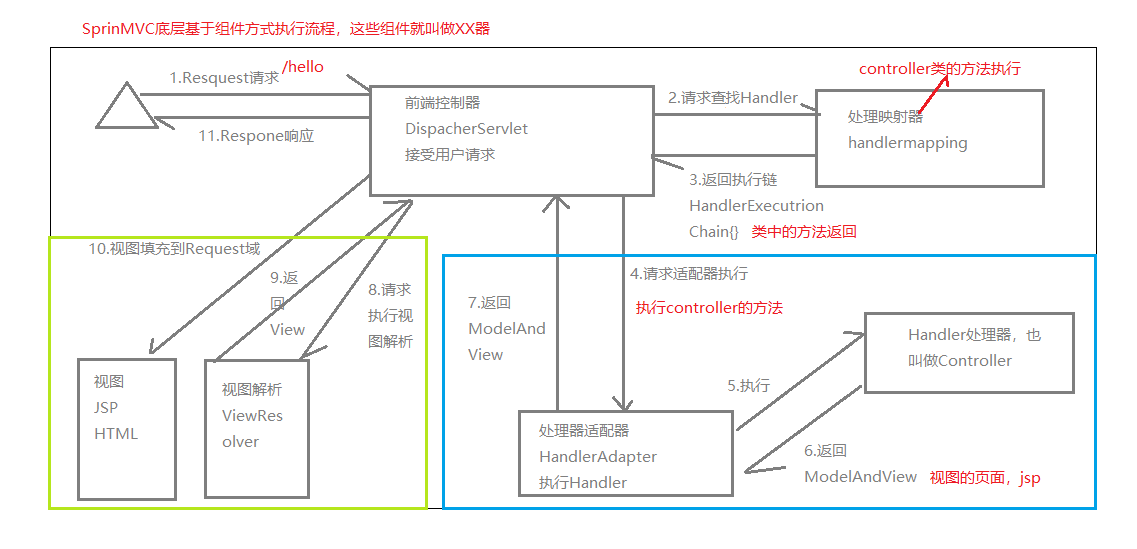 SprinMVC底层基于组件方式执行流程，这些组件就叫做XX器
1.Resquest请求
/hello
11.Respone响应
前端控制器
DispacherServlet
接受用户请求
2.请求查找Handler
controller类的方法执行
处理映射器
handlermapping
3.返回执行链
HandlerExecutrion
Chain{}
类中的方法返回
10.视图填充到Request域
9.返
回
View
8.请求
执行视
图解析
视图
JSP
HTML
视图解析
ViewRes
olver
4.请求适配器执行
执行controller的方法
7.返回
ModelAnd
View
5.执行
Handler处理器，也
叫做Controller
处理器适配器
HandlerAdapter
执行Handler
6.返回
ModelAndView
视图的页面，jsp